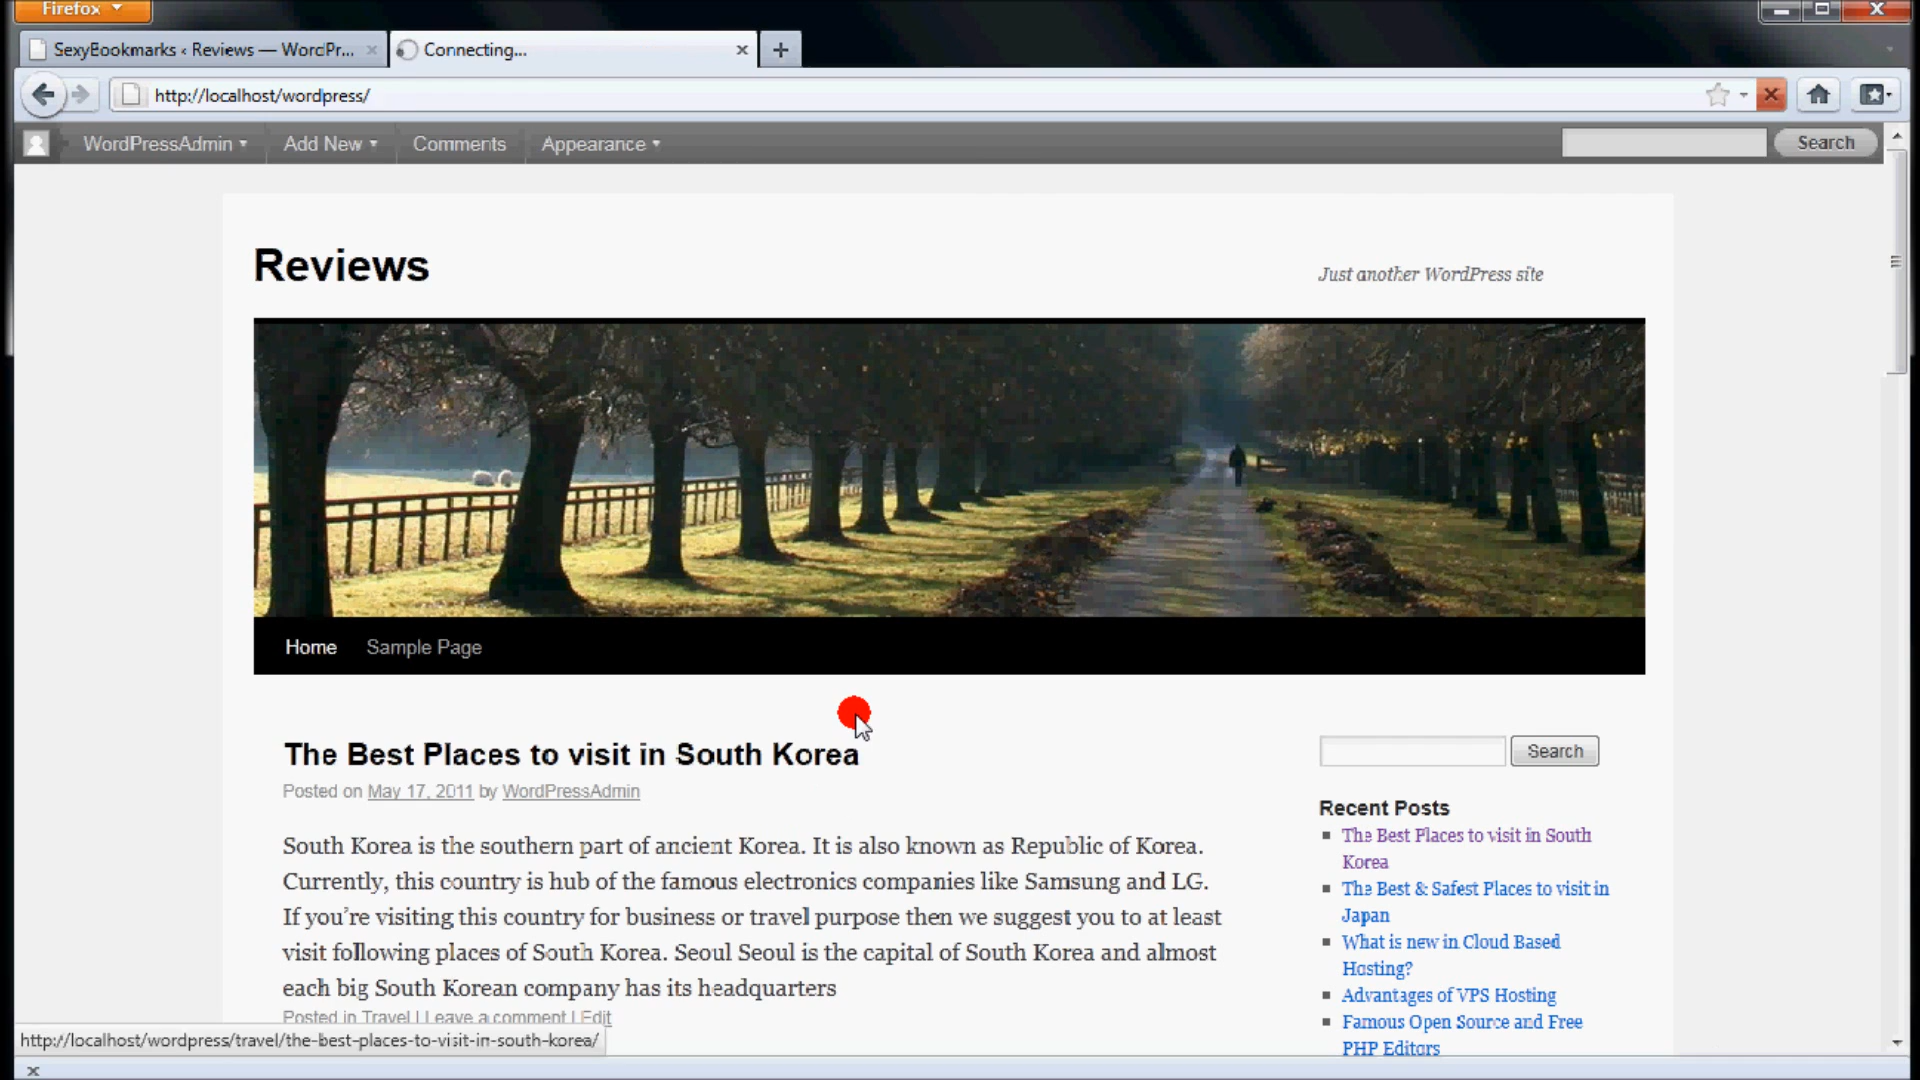 Firefox
SexyBookmarks ‹ Reviews — WordPr...
Connecting...
http://localhost/wordpress/
WordPressAdmin
Add New
Comments
Appearance
Search
Reviews
Just another WordPress site
Home
Sample Page
The Best Places to visit in South Korea
Posted on May 17, 2011 by WordPressAdmin
South Korea is the southern part of ancient Korea. It is also known as Republic of Korea.
Currently, this country is hub of the famous electronics companies like Samsung and LG.
If you’re visiting this country for business or travel purpose then we suggest you to at least
visit following places of South Korea. Seoul Seoul is the capital of South Korea and almost
each big South Korean company has its headquarters
Posted in Travel | Leave a comment | Edit
Search
Recent Posts
The Best Places to visit in South
Korea
The Best & Safest Places to visit in
Japan
What is new in Cloud Based
Hosting?
Advantages of VPS Hosting
Famous Open Source and Free
PHP Editors
http://localhost/wordpress/travel/the-best-places-to-visit-in-south-korea/